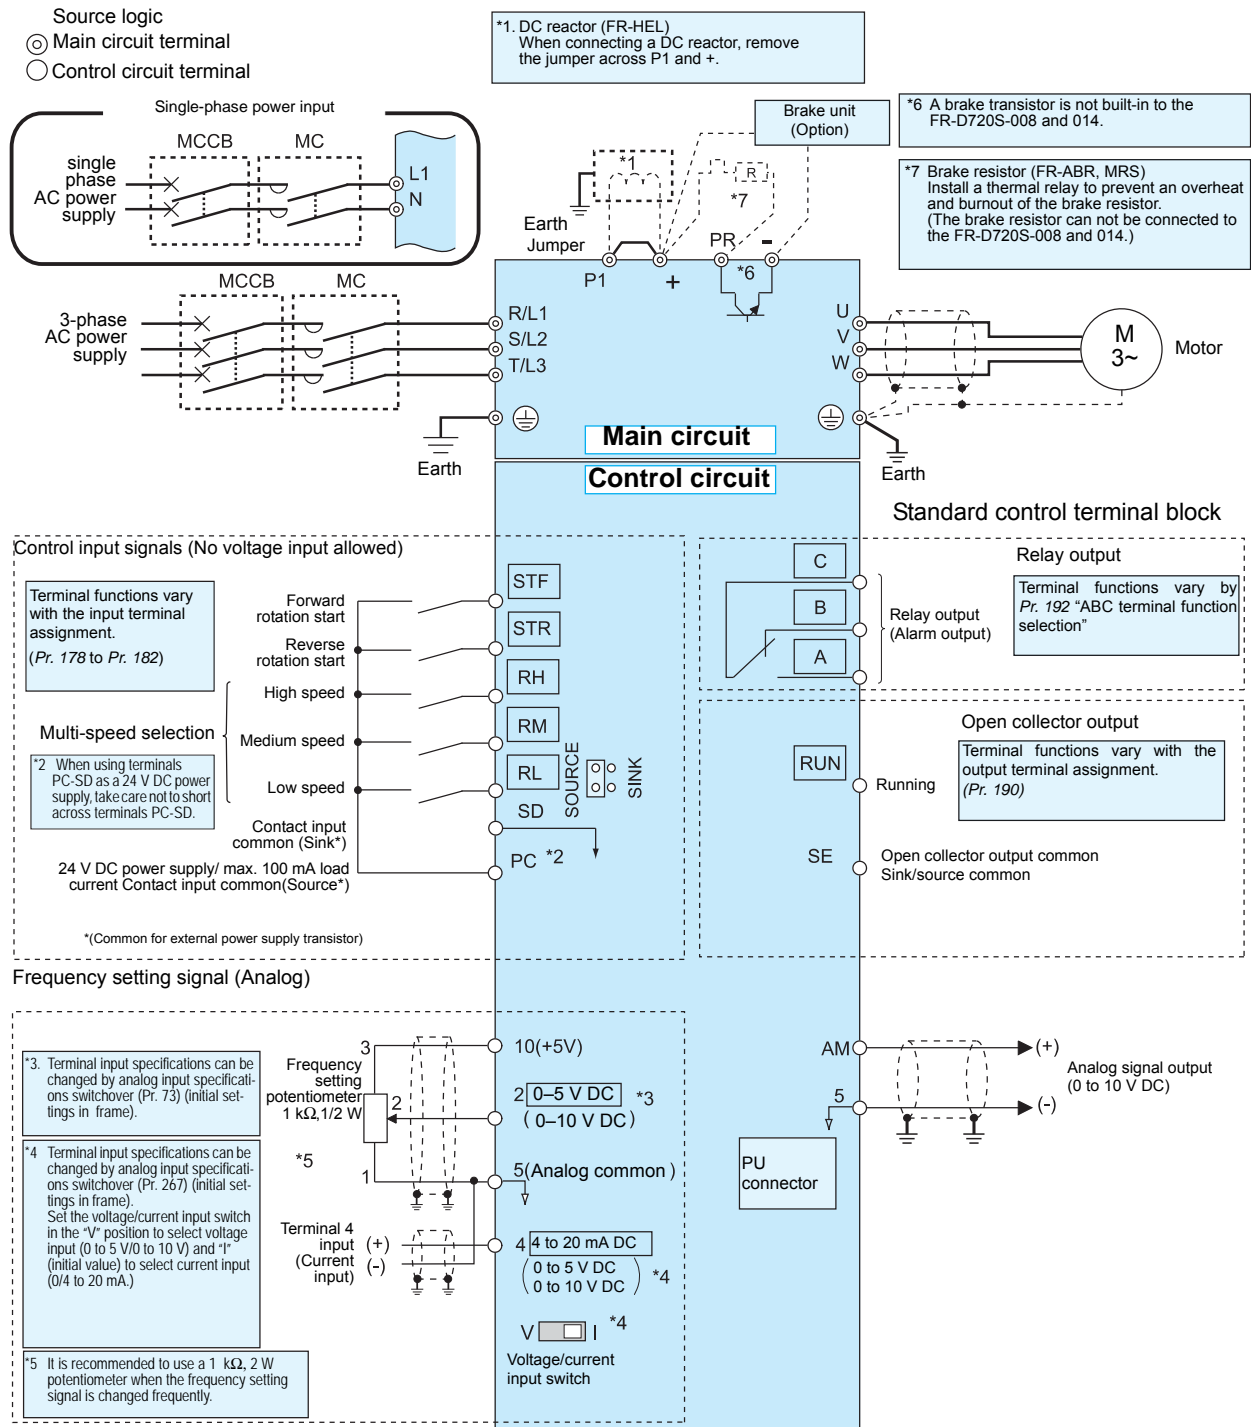 Source logic
Main circuit terminal
Control circuit terminal
*1. DC reactor (FR-HEL)
When connecting a DC reactor, remove
the jumper across P1 and +.
Single-phase power input
MCCB
MC
single
phase
AC power
supply
L1
N
Brake unit
(Option)
*6 A brake transistor is not built-in to the
FR-D720S-008 and 014.
*7 Brake resistor (FR-ABR, MRS)
Install a thermal relay to prevent an overheat
and burnout of the brake resistor.
(The brake resistor can not be connected to
the FR-D720S-008 and 014.)
*1
R
*7
Earth
Jumper
PR
-
P1
+
*6
MCCB
MC
3-phase
AC power
supply
R/L1
S/L2
T/L3
U
V
W
M
3~
Motor
Earth
Main circuit
Earth
Control circuit
Standard control terminal block
Control input signals (No voltage input allowed)
Terminal functions vary
with the input terminal
assignment.
(Pr. 178 to Pr. 182)
Forward
rotation start
Reverse
rotation start
High speed
Multi-speed selection
Medium speed
Low speed
*2 When using terminals
PC-SD as a 24 V DC power
supply, take care not to short
across terminals PC-SD.
Contact input
common (Sink*)
24 V DC power supply/ max. 100 mA load
current Contact input common(Source*)
*(Common for external power supply transistor)
STF
STR
RH
RM
RL
SOURCE
SINK
SD
PC *2
C
B
A
Relay output
(Alarm output)
Relay output
Terminal functions vary by
Pr. 192 “ABC terminal function
selection”
Open collector output
Terminal functions vary with the
output terminal assignment.
(Pr. 190)
RUN
Running
SE
Open collector output common
Sink/source common
Frequency setting signal (Analog)
*3. Terminal input specifications can be
changed by analog input specificati-
ons switchover (Pr. 73) (initial set-
tings in frame).
*4 Terminal input specifications can be
changed by analog input specificati-
ons switchover (Pr. 267) (initial set-
tings in frame).
Set the voltage/current input switch
in the "V" position to select voltage
input (0 to 5 V/0 to 10 V) and "I"
(initial value) to select current input
(0/4 to 20 mA.)
*5 It is recommended to use a 1 kΩ, 2 W
potentiometer when the frequency setting
signal is changed frequently.
Frequency
setting
potentiometer
1 kΩ,1/2 W
*5
3
2
1
Terminal 4
input (+)
(Current
input) (-)
10(+5V)
2 0–5 V DC *3
(0–10 V DC)
5(Analog common)
4 4 to 20 mA DC
(0 to 5 V DC
0 to 10 V DC) *4
V I *4
Voltage/current
input switch
AM
(+)
Analog signal output
(0 to 10 V DC)
5
(-)
PU
connector